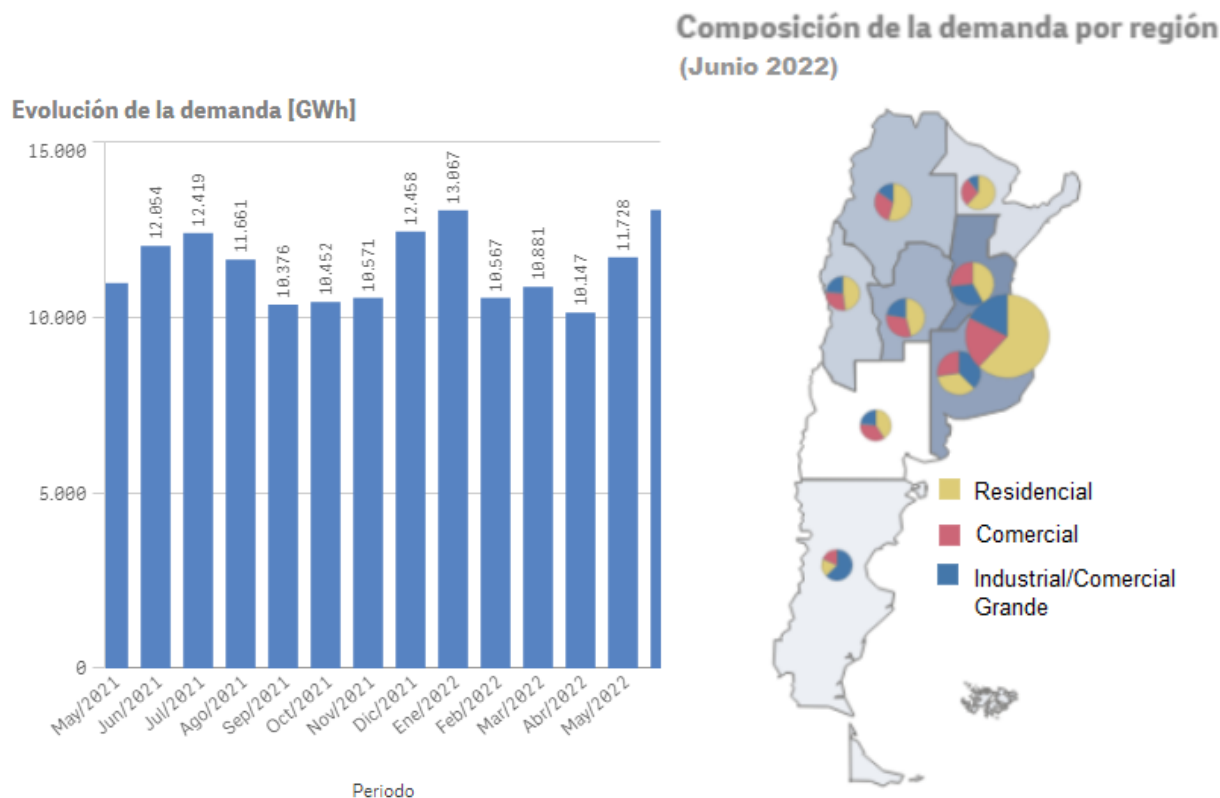 Composición de la demanda por región
(Junio 2022)
Evolución de la demanda [GWh]
15.000
10.000
5.000
0
12.054
12.419
11.661
10.376
10.452
10.571
12.458
13.067
10.567
10.881
10.147
11.728
May/2021
Jun/2021
Jul/2021
Ago/2021
Sep/2021
Oct/2021
Nov/2021
Dic/2021
Ene/2022
Feb/2022
Mar/2022
Abr/2022
May/2022
Periodo
Residencial
Comercial
Industrial/Comercial
Grande